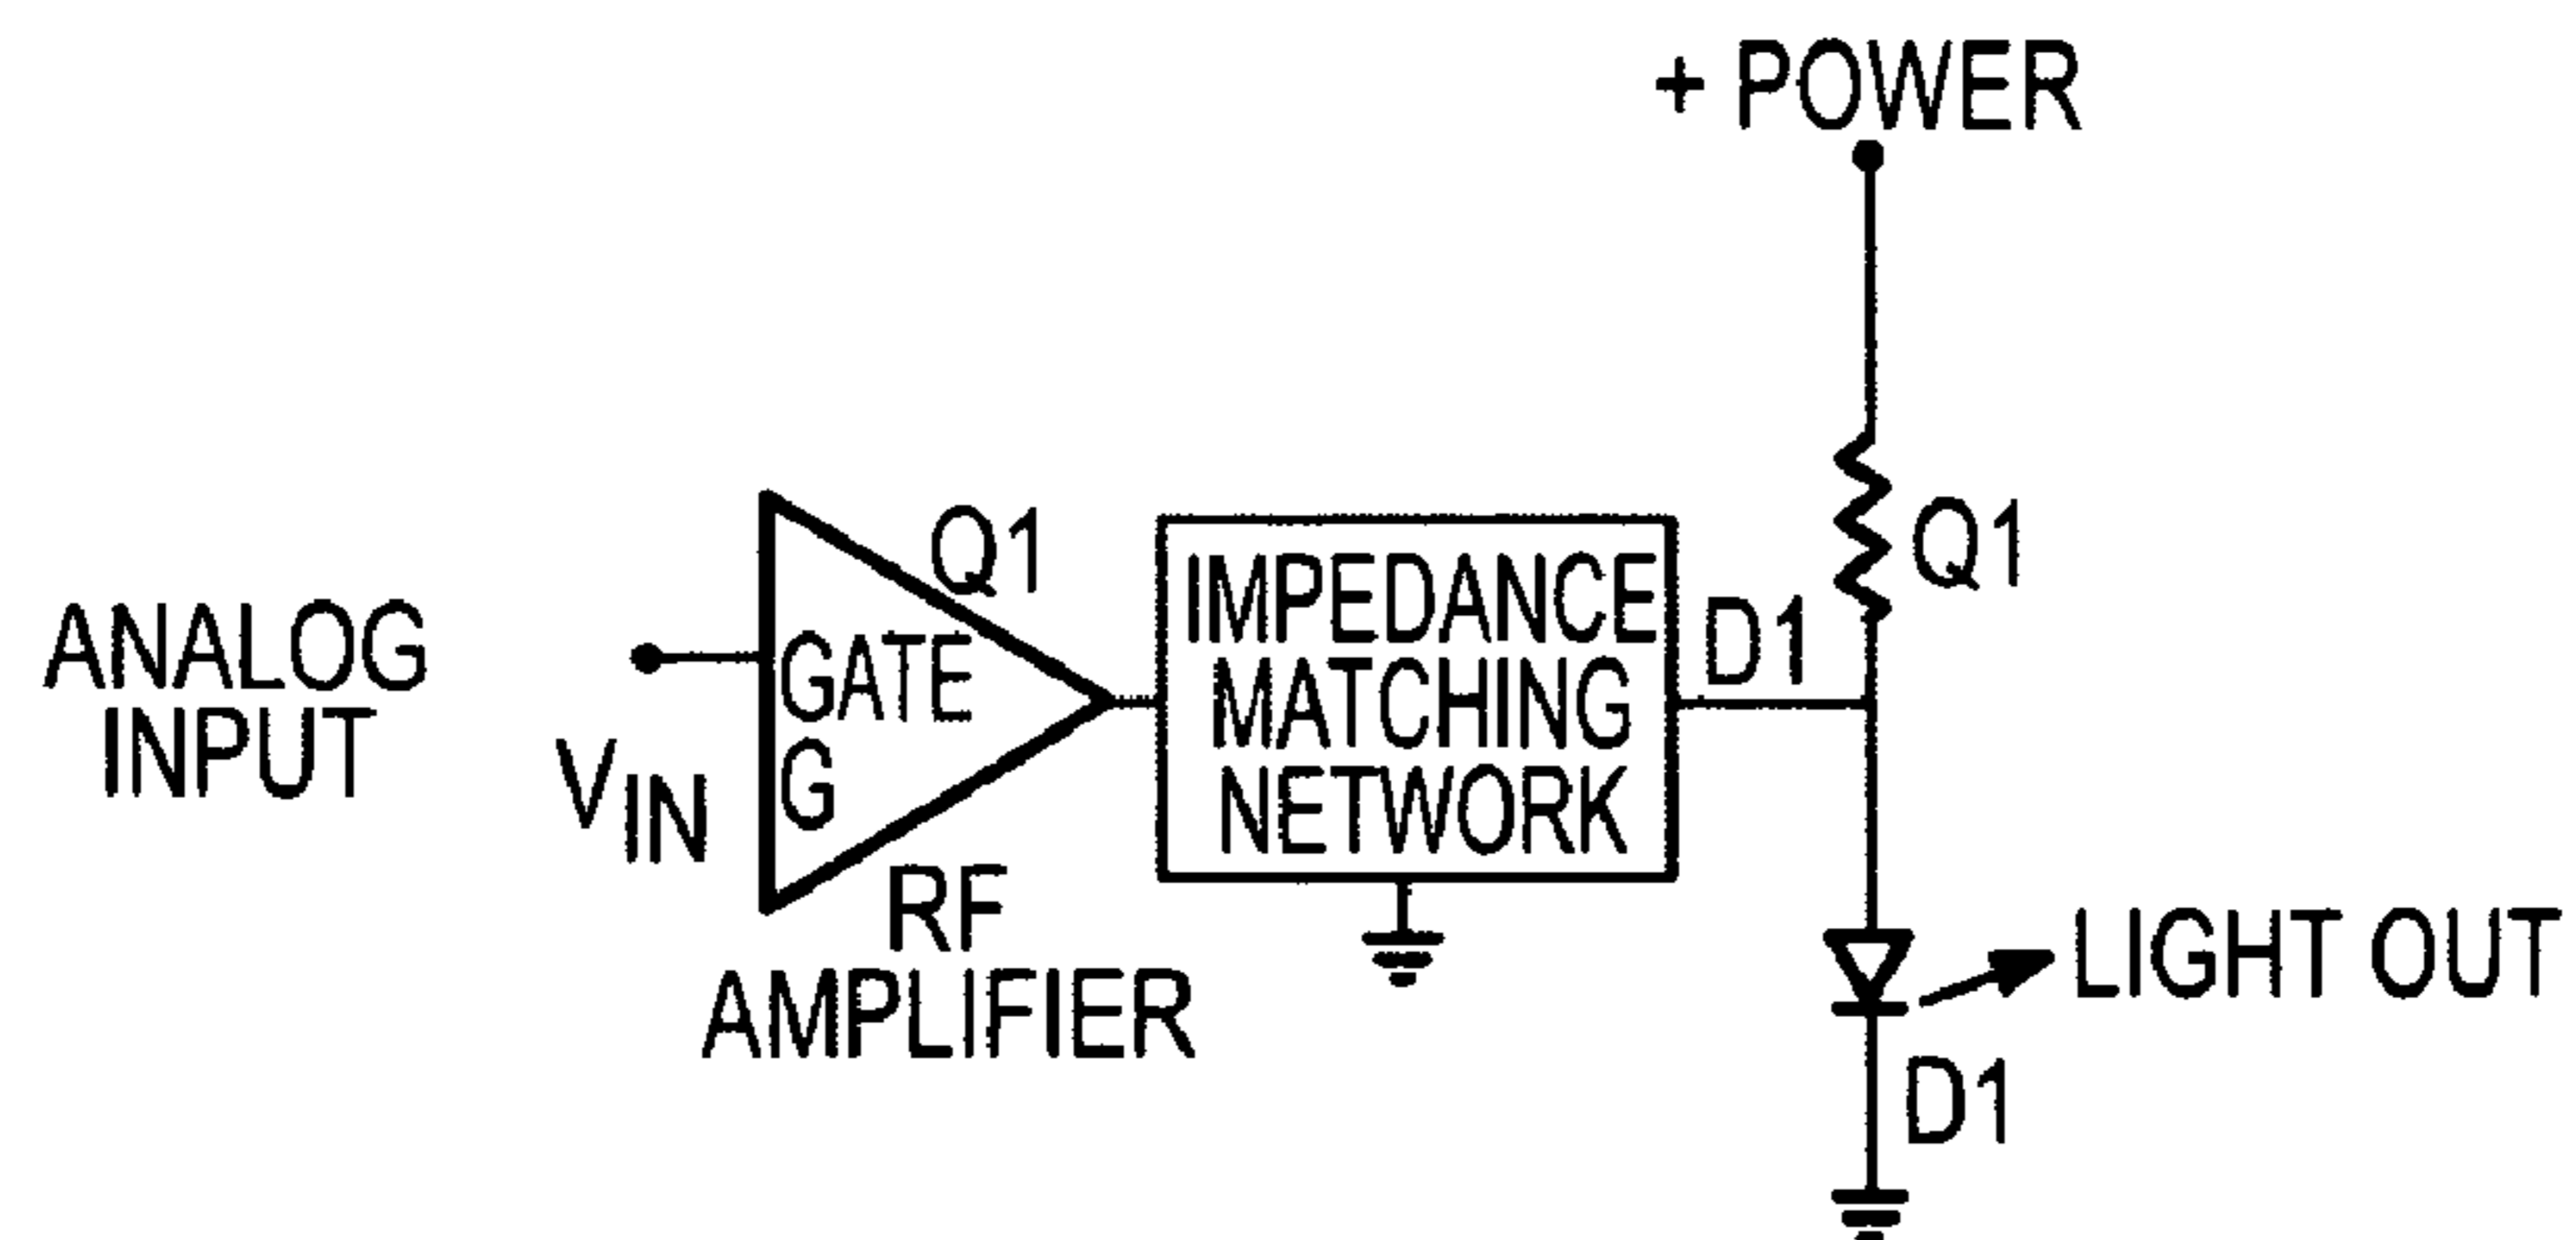 + POWER
Q1
Q1
ANALOG
INPUT
VIN
GATE
G
RF
AMPLIFIER
IMPEDANCE
MATCHING
NETWORK
D1
LIGHT OUT
D1